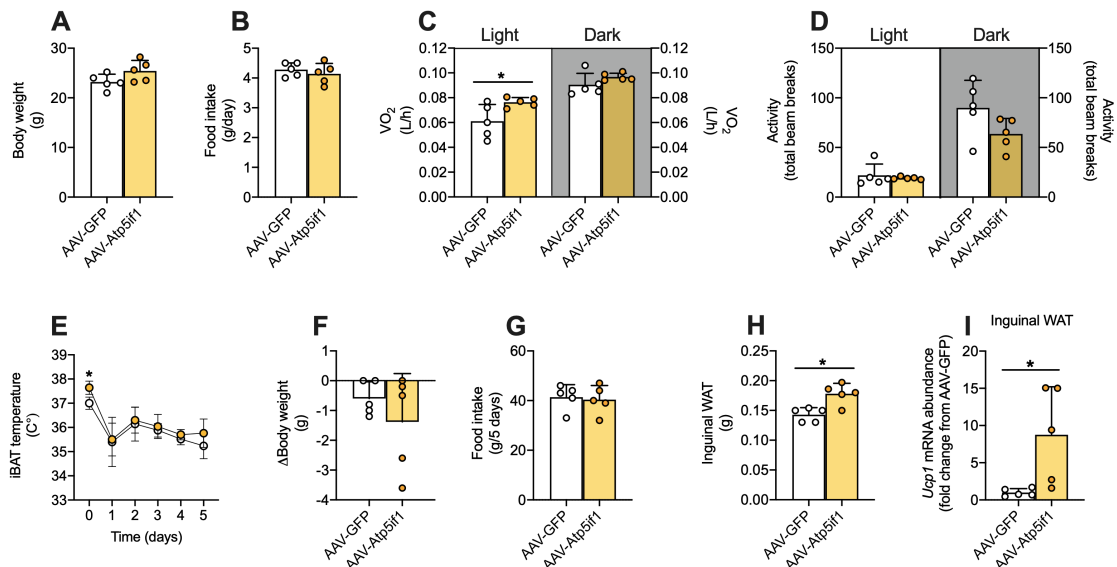 A
Body weight
(g)
30
20
10
0
AAV-GFP
AAV-Atp5if1
B
Food intake
(g/day)
5
4
3
2
1
0
AAV-GFP
AAV-Atp5if1
C
Light
Dark
VO2
(L/h)
0.12
0.10
0.08
0.06
0.04
0.02
0.00
*
0.12
0.10
0.08
0.06
0.04
0.02
0.00
VO2
(L/h)
AAV-GFP
AAV-Atp5if1
D
Light
Dark
Activity
(total beam breaks)
150
100
50
0
150
100
50
0
Activity
(total beam breaks)
AAV-GFP
AAV-Atp5if1
E
iBAT temperature
(C°)
39
38
37
36
35
34
33
*
0 1 2 3 4 5
Time (days)
F
ΔBody weight
(g)
1
0
-1
-2
-3
-4
AAV-GFP
AAV-Atp5if1
G
Food intake
(g/5 days)
60
40
20
0
AAV-GFP
AAV-Atp5if1
H
Inguinal WAT
(g)
0.25
0.20
0.15
0.10
0.05
0.00
*
AAV-GFP
AAV-Atp5if1
I
Inguinal WAT
Ucp1 mRNA abundance
(fold change from AAV-GFP)
20
15
10
5
0
*
AAV-GFP
AAV-Atp5if1